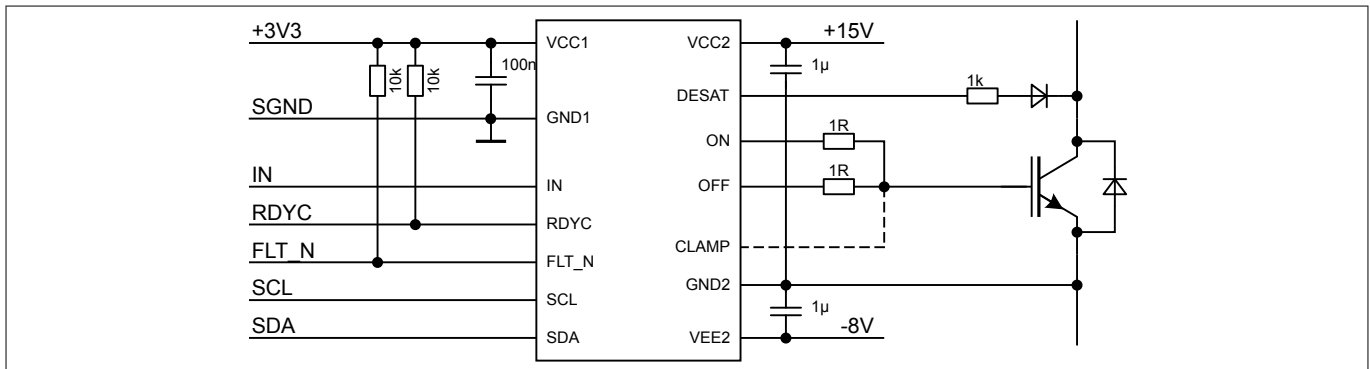 +3V3
VCC1
VCC2
+15V
10k
10k
100n
1µ
1k
DESAT
SGND
GND1
ON
1R
IN
IN
OFF
1R
RDYC
RDYC
CLAMP
FLT_N
FLT_N
GND2
SCL
SCL
1µ
SDA
SDA
VEE2
-8V